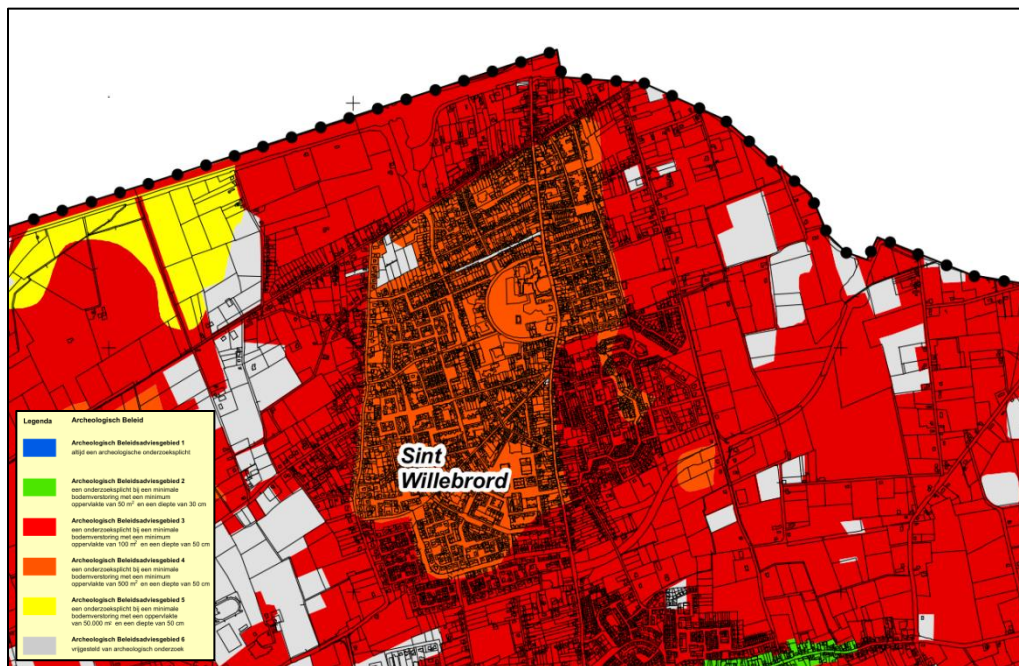 Sint
Willebrord
Legenda Archeologisch Beleid
Archeologisch Beleidsadviesgebied 1
altijd een archeologische onderzoeksplicht
Archeologisch Beleidsadviesgebied 2
een onderzoeksplicht bij een minimale
bodemverstoring met een minimum
oppervlakte van 50 m² en een diepte van 30 cm
Archeologisch Beleidsadviesgebied 3
een onderzoeksplicht bij een minimale
bodemverstoring met een minimum
oppervlakte van 100 m² en een diepte van 50 cm
Archeologisch Beleidsadviesgebied 4
een onderzoeksplicht bij een minimale
bodemverstoring met een minimum
oppervlakte van 500 m² en een diepte van 50 cm
Archeologisch Beleidsadviesgebied 5
een onderzoeksplicht bij een minimale
bodemverstoring met een oppervlakte
van 50.000 m² en een diepte van 50 cm
Archeologisch Beleidsadviesgebied 6
vrijgesteld van archeologisch onderzoek